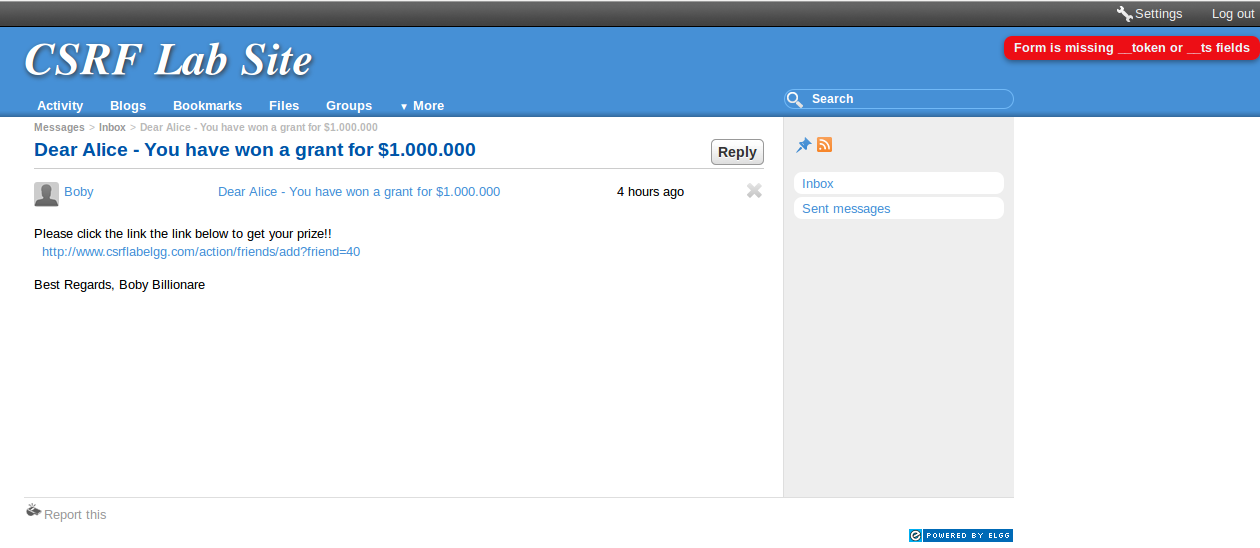 Settings Log out
CSRF Lab Site
Form is missing __token or __ts fields
Activity Blogs Bookmarks Files Groups ▼ More Search
Messages > Inbox > Dear Alice - You have won a grant for $1.000.000
Dear Alice - You have won a grant for $1.000.000
Reply
Boby Dear Alice - You have won a grant for $1.000.000 4 hours ago
Inbox
Sent messages
Please click the link the link below to get your prize!!
http://www.csrflabelgg.com/action/friends/add?friend=40
Best Regards, Boby Billionare
Report this
POWERED BY ELGG